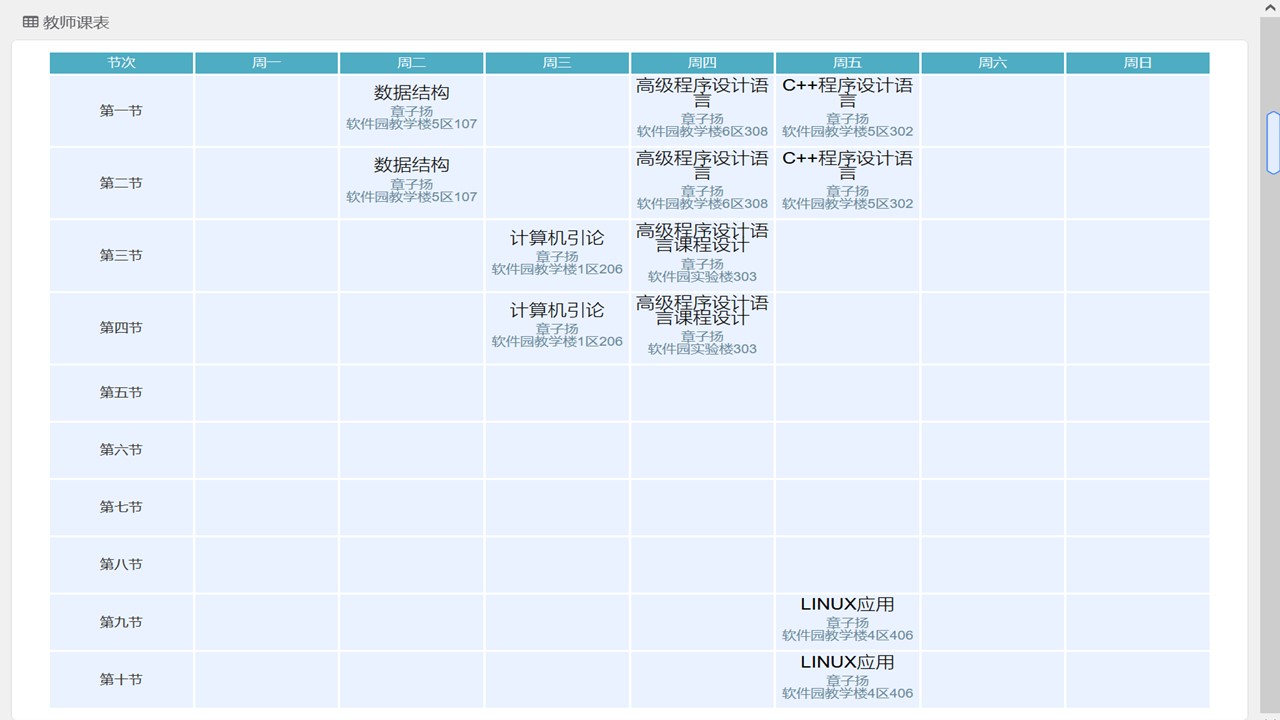 教师课表
节次 周一 周二 周三 周四 周五 周六 周日
第一节
数据结构
章子扬
软件园教学楼5区107
高级程序设计语
言
章子扬
软件园教学楼6区308
C++程序设计语
言
章子扬
软件园教学楼5区302
第二节
数据结构
章子扬
软件园教学楼5区107
高级程序设计语
言
章子扬
软件园教学楼6区308
C++程序设计语
言
章子扬
软件园教学楼5区302
第三节
计算机引论
章子扬
软件园教学楼1区206
高级程序设计语
言课程设计
章子扬
软件园实验楼303
第四节
计算机引论
章子扬
软件园教学楼1区206
高级程序设计语
言课程设计
章子扬
软件园实验楼303
第五节
第六节
第七节
第八节
第九节
LINUX应用
章子扬
软件园教学楼4区406
第十节
LINUX应用
章子扬
软件园教学楼4区406